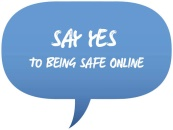 SAY YES
TO BEING SAFE ONLINE